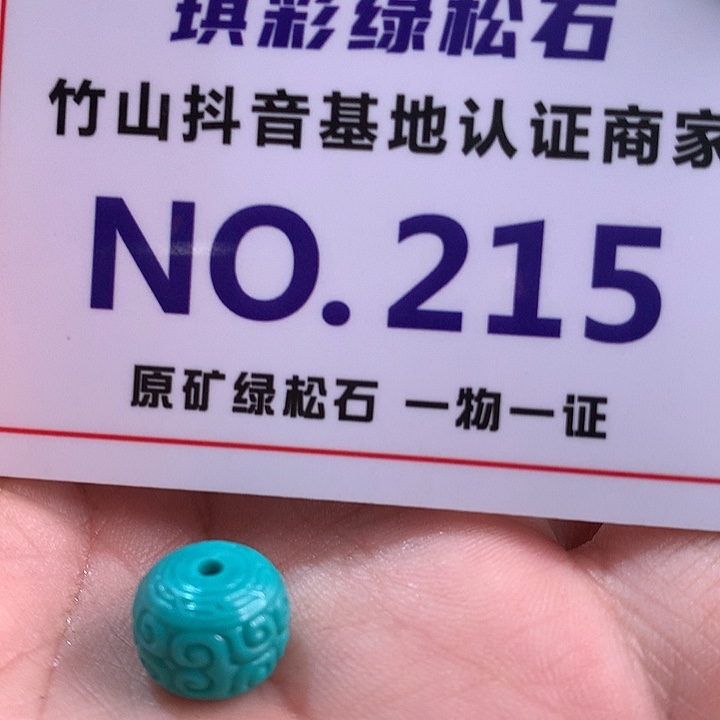 琪彩绿松石
竹山抖音基地认证商家
NO.215
原矿绿松石 一物一证